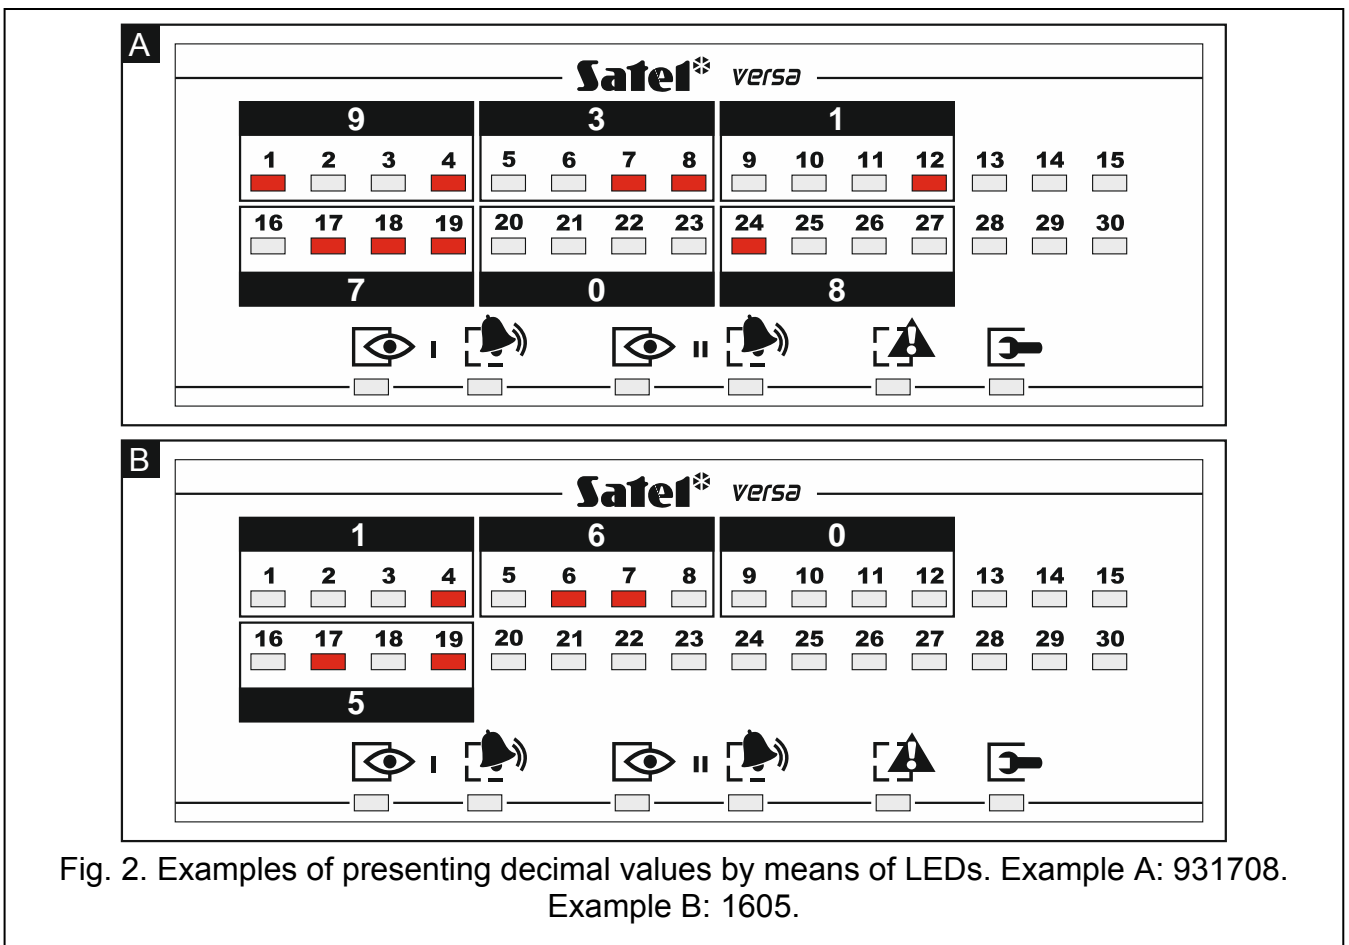 A
Satel versa
9 3 1
1 2 3 4 5 6 7 8 9 10 11 12 13 14 15
16 17 18 19 20 21 22 23 24 25 26 27 28 29 30
7 0 8
I II
B
Satel versa
1 6 0
1 2 3 4 5 6 7 8 9 10 11 12 13 14 15
16 17 18 19 20 21 22 23 24 25 26 27 28 29 30
5
I II
Fig. 2. Examples of presenting decimal values by means of LEDs. Example A: 931708.
Example B: 1605.